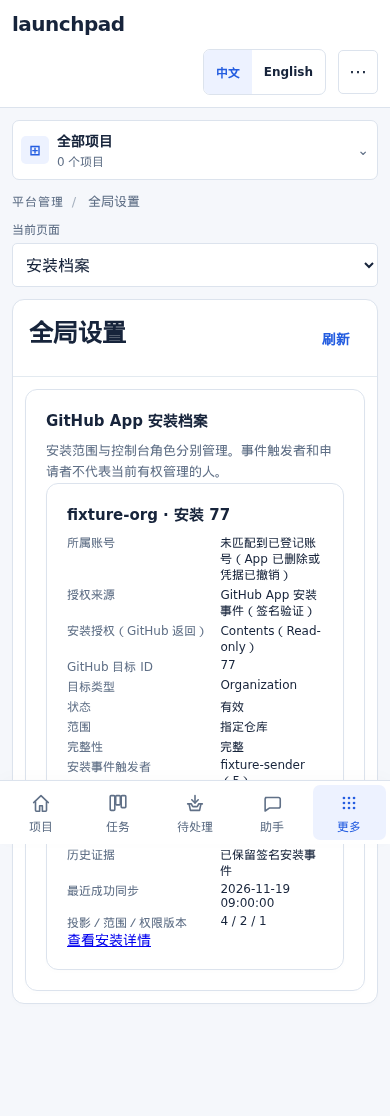 launchpad
中文
English
···
全部项目
0 个项目
平台管理 / 全局设置
当前页面
安装档案
全局设置
刷新
GitHub App 安装档案
安装范围与控制台角色分别管理。事件触发者和申
请者不代表当前有权管理的人。
fixture-org · 安装 77
所属账号
未匹配到已登记账
号（App 已删除或
凭据已撤销）
授权来源
GitHub App 安装
事件（签名验证）
安装授权（GitHub 返回）
Contents（Read-
only）
GitHub 目标 ID
77
目标类型
Organization
状态
有效
范围
指定仓库
完整性
完整
安装事件触发者
fixture-sender
项目
任务
待处理
助手
更多
历史证据
已保留签名安装事
件
最近成功同步
2026-11-19
09:00:00
投影 / 范围 / 权限版本
4 / 2 / 1
查看安装详情